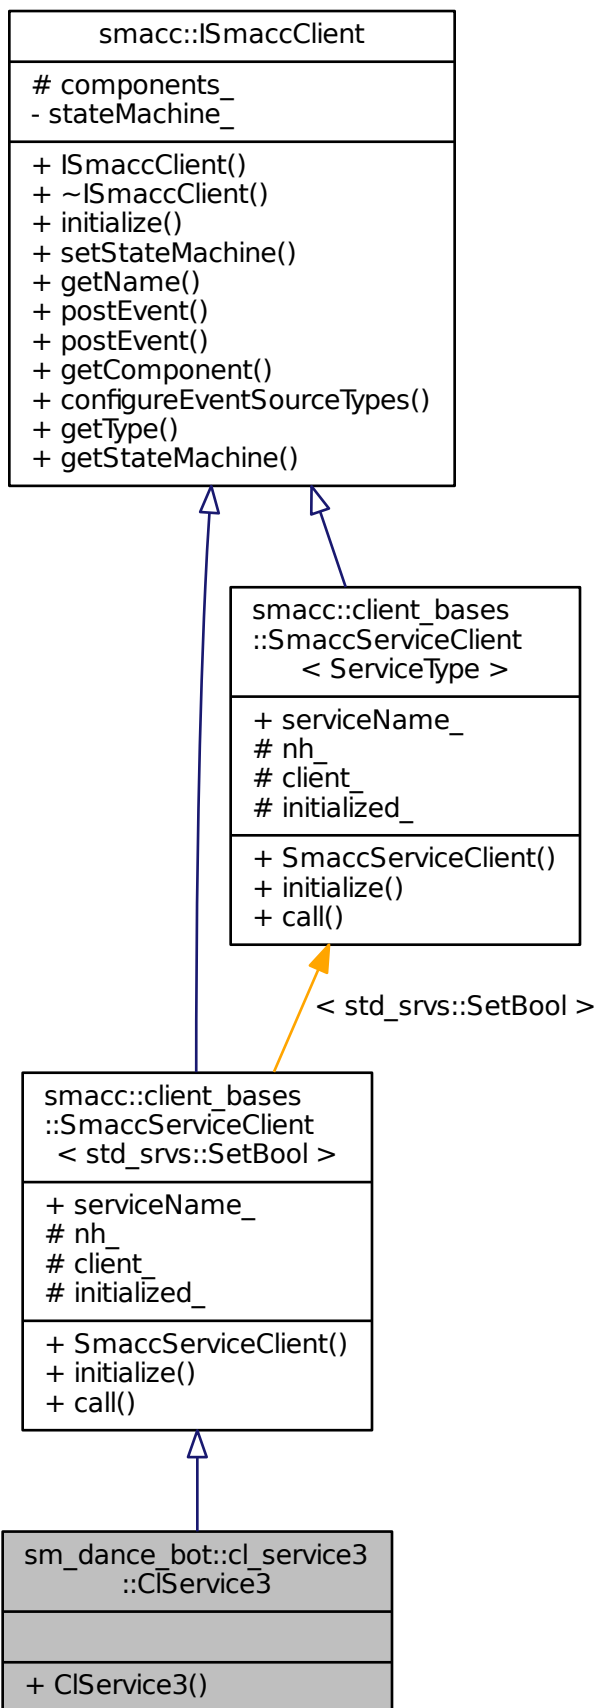 smacc::ISmaccClient
# components_
- stateMachine_
+ ISmaccClient()
+ ~ISmaccClient()
+ initialize()
+ setStateMachine()
+ getName()
+ postEvent()
+ postEvent()
+ getComponent()
+ configureEventSourceTypes()
+ getType()
+ getStateMachine()
smacc::client_bases
::SmaccServiceClient
< ServiceType >
+ serviceName_
# nh_
# client_
# initialized_
+ SmaccServiceClient()
+ initialize()
+ call()
< std_srvs::SetBool >
smacc::client_bases
::SmaccServiceClient
< std_srvs::SetBool >
+ serviceName_
# nh_
# client_
# initialized_
+ SmaccServiceClient()
+ initialize()
+ call()
sm_dance_bot::cl_service3
::ClService3
+ ClService3()